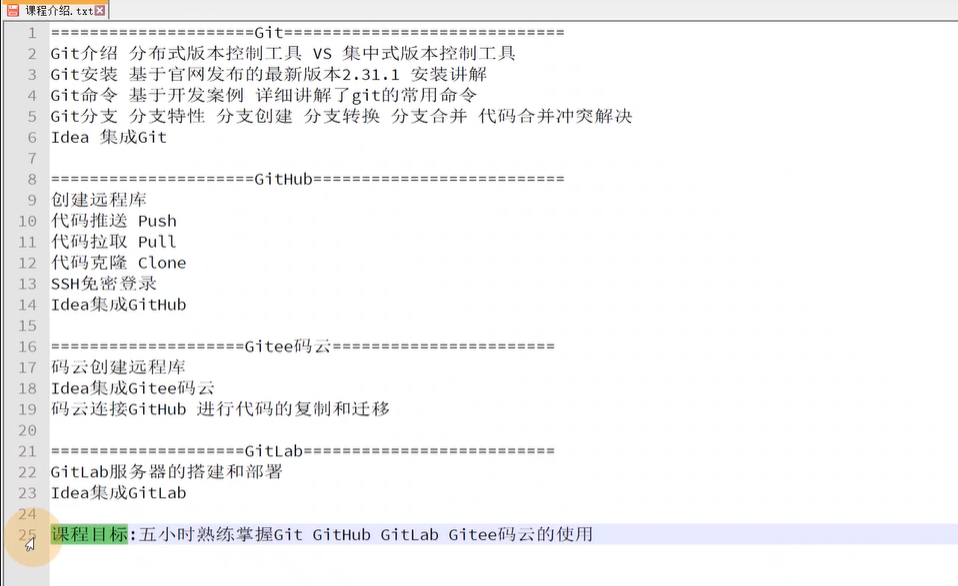 课程介绍.txt
1 =====================Git=============================
2 Git介绍 分布式版本控制工具 VS 集中式版本控制工具
3 Git安装 基于官网发布的最新版本2.31.1 安装讲解
4 Git命令 基于开发案例 详细讲解了git的常用命令
5 Git分支 分支特性 分支创建 分支转换 分支合并 代码合并冲突解决
6 Idea 集成Git
7
8 =====================GitHub==========================
9 创建远程库
10 代码推送 Push
11 代码拉取 Pull
12 代码克隆 Clone
13 SSH免密登录
14 Idea集成GitHub
15
16 ====================Gitee码云=======================
17 码云创建远程库
18 Idea集成Gitee码云
19 码云连接GitHub 进行代码的复制和迁移
20
21 ====================GitLab==========================
22 GitLab服务器的搭建和部署
23 Idea集成GitLab
24
25 课程目标:五小时熟练掌握Git GitHub GitLab Gitee码云的使用